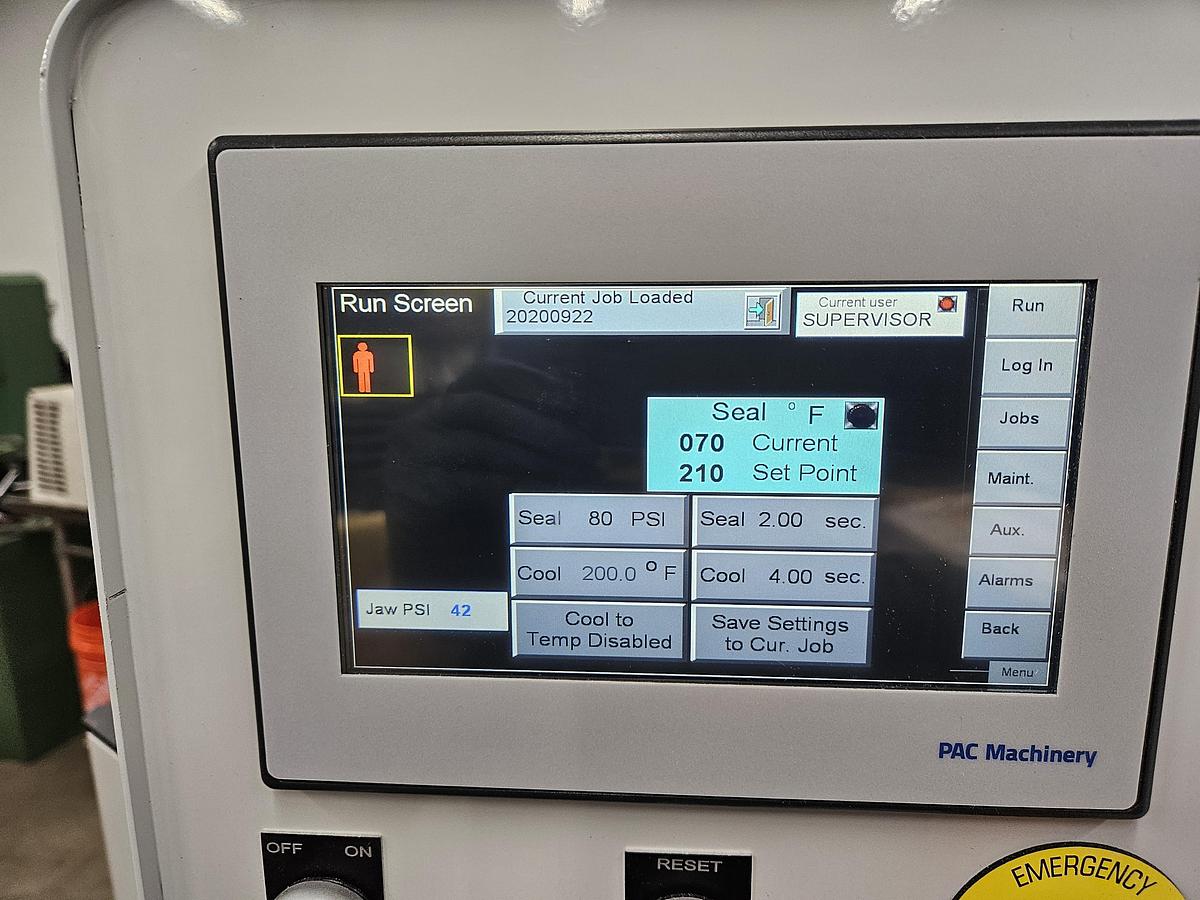 Run Screen
Current Job Loaded
20200922
Current user
SUPERVISOR
Run
Log In
Jobs
Maint.
Aux.
Alarms
Back
Menu
Seal ° F
070 Current
210 Set Point
Seal 80 PSI
Seal 2.00 sec.
Cool 200.0 ° F
Cool 4.00 sec.
Jaw PSI 42
Cool to
Temp Disabled
Save Settings
to Cur. Job
PAC Machinery
OFF ON
RESET
EMERGENCY